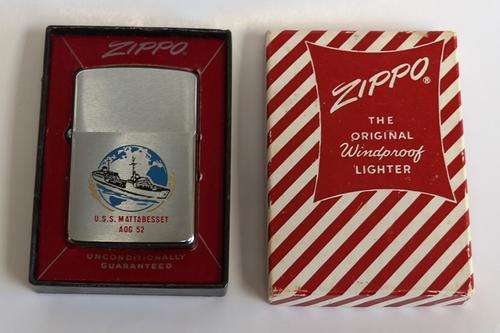 ZIPPO
U.S.S. MATTABESSET
AOG 52
UNCONDITIONALLY
GUARANTEED
ZIPPO®
THE
ORIGINAL
Windproof
LIGHTER